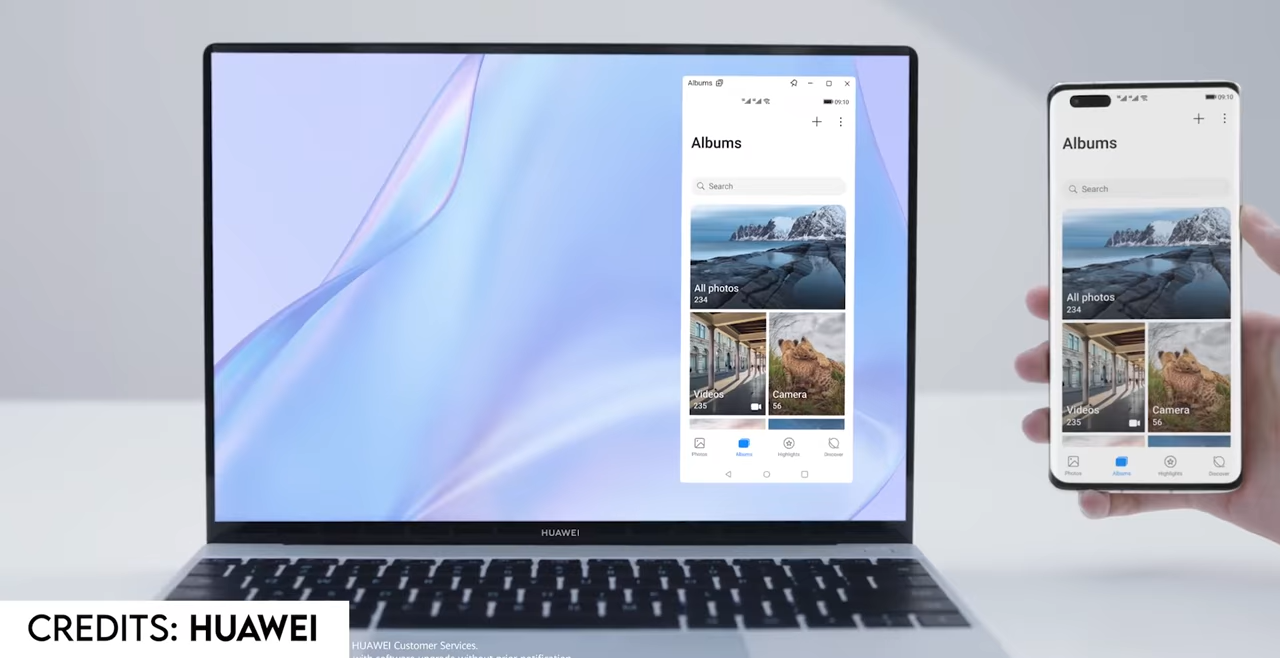 Albums
09:10
Albums
Search
All photos
234
Videos
235
Camera
56
Photos
Albums
Highlights
Discover
HUAWEI
09:10
Albums
Search
All photos
234
Videos
235
Camera
56
Photos
Albums
Highlights
Discover
CREDITS: HUAWEI
HUAWEI Customer Services.